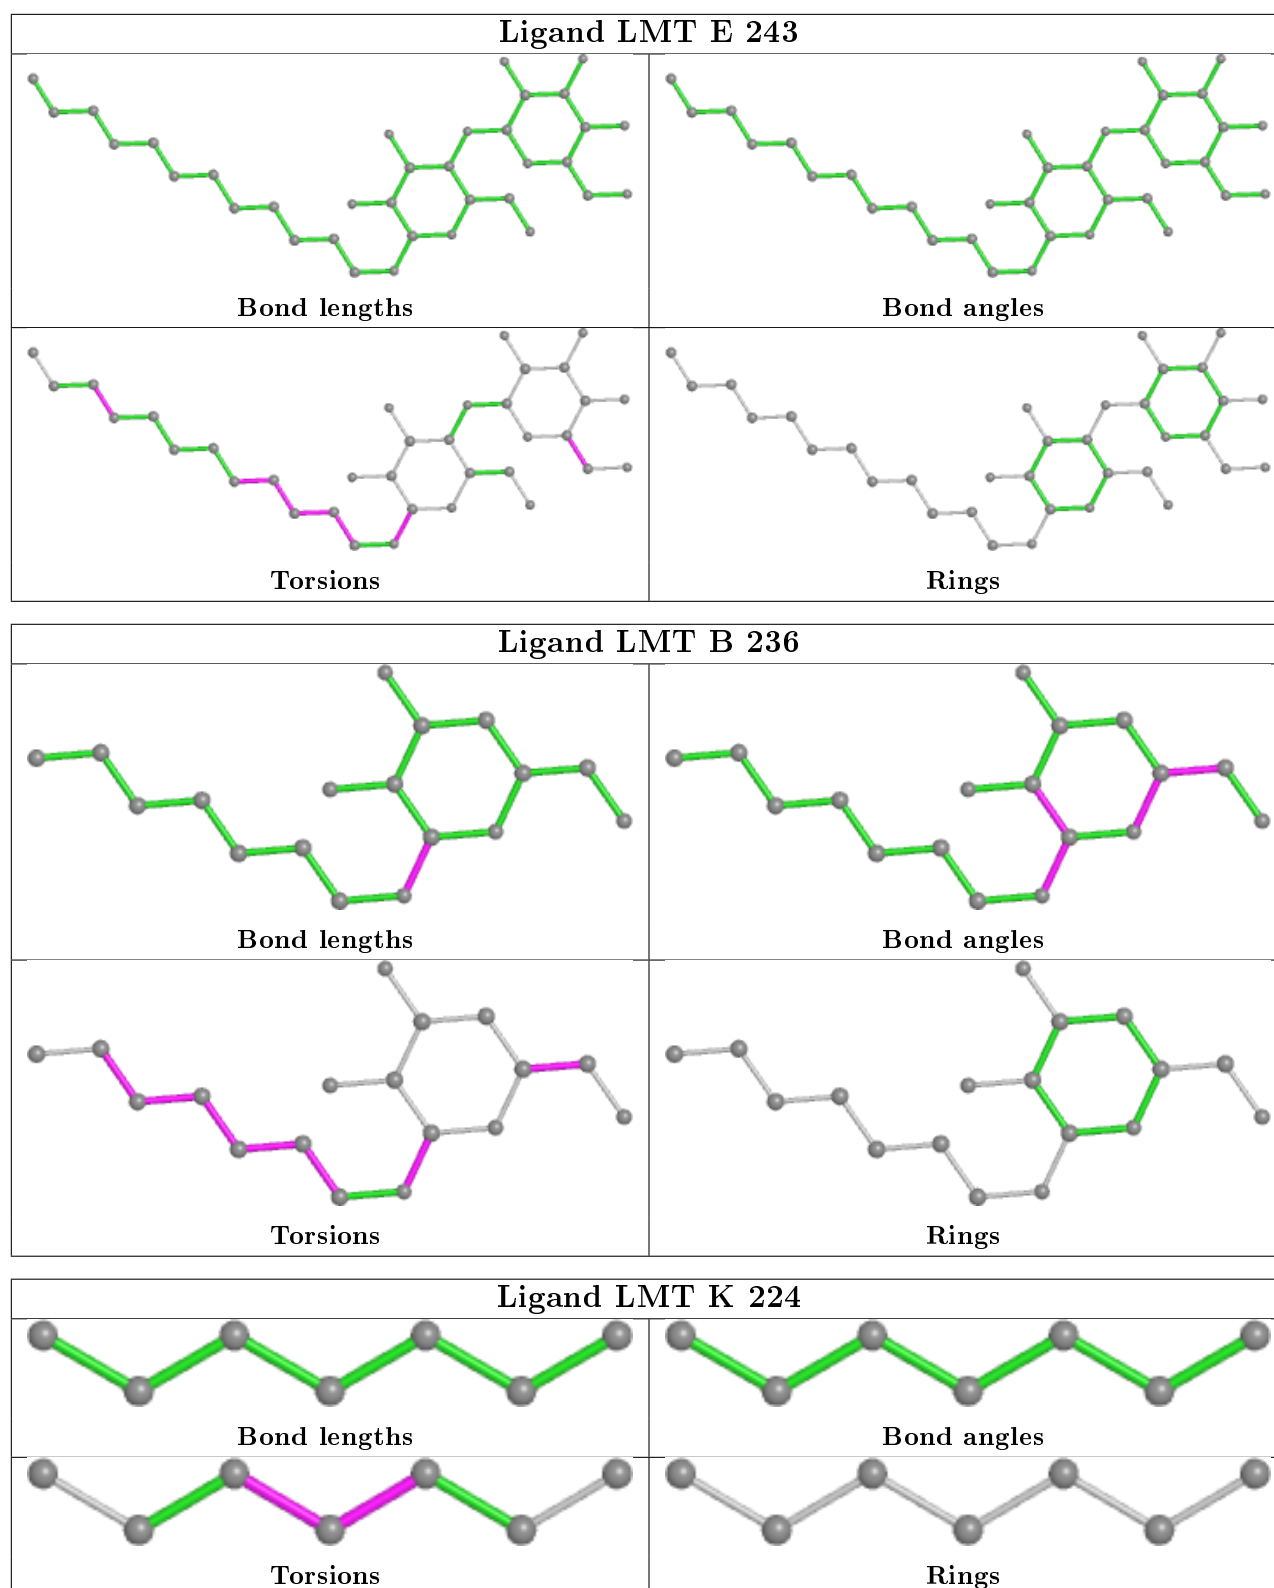 Ligand LMT E 243
Bond lengths
Bond angles
Torsions
Rings
Ligand LMT B 236
Bond lengths
Bond angles
Torsions
Rings
Ligand LMT K 224
Bond lengths
Bond angles
Torsions
Rings